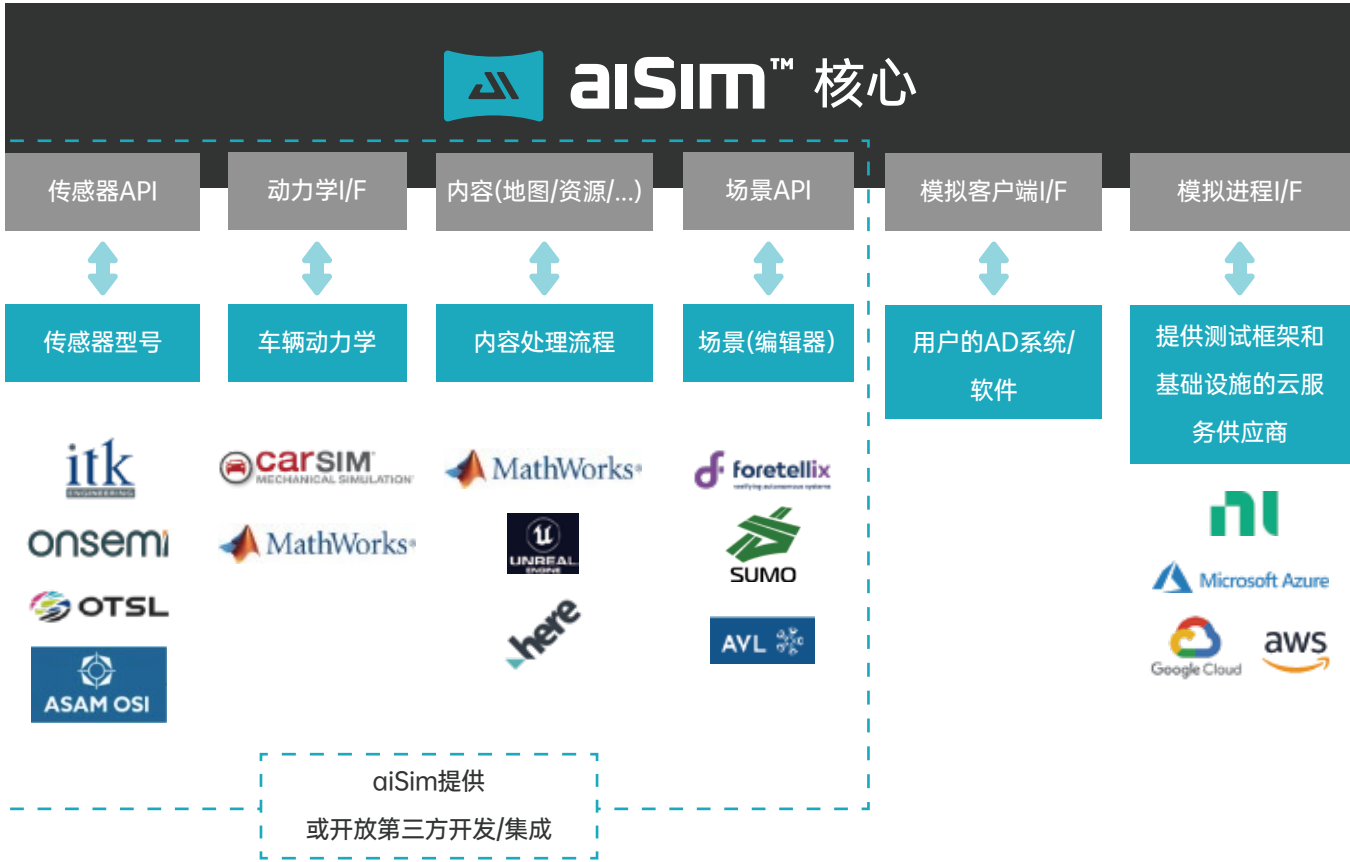 aiSim™ 核心
传感器API
动力学I/F
内容(地图/资源/...)
场景API
模拟客户端I/F
模拟进程I/F
传感器型号
车辆动力学
内容处理流程
场景(编辑器)
用户的AD系统/
软件
提供测试框架和
基础设施的云服
务供应商
itk
ENGINEERING
onsemi
OTSL
ASAM OSI
carSIM
MECHANICAL SIMULATION
MathWorks®
MathWorks®
UNREAL
ENGINE
here
foretellix
verifying autonomous systems
SUMO
AVL
Microsoft Azure
Google Cloud
aws
aiSim提供
或开放第三方开发/集成